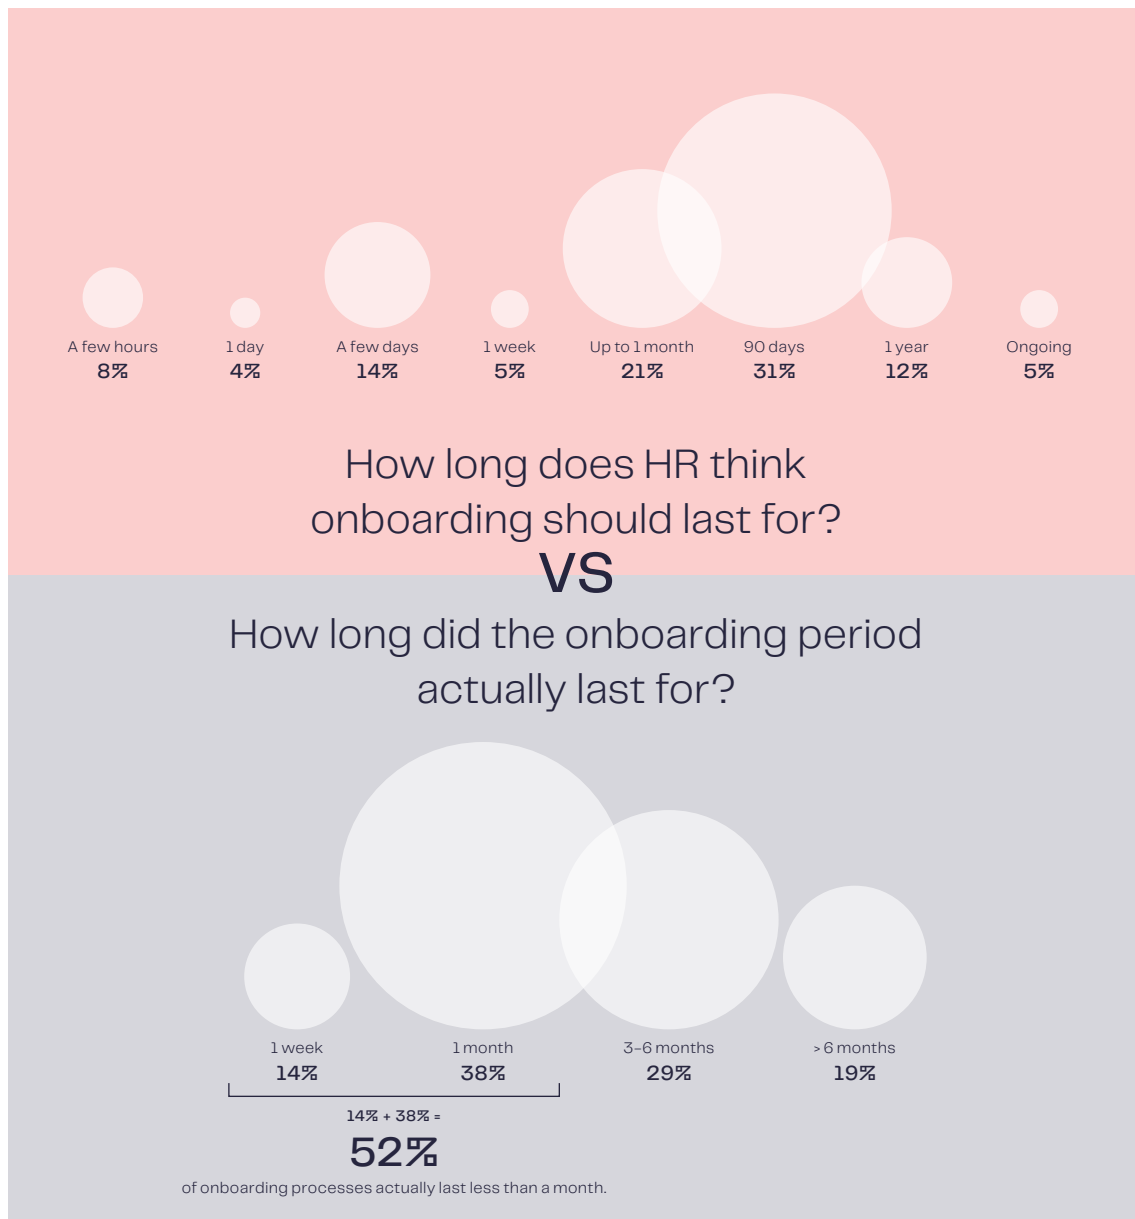 A few hours
8%
1 day
4%
A few days
14%
1 week
5%
Up to 1 month
21%
90 days
31%
1 year
12%
Ongoing
5%
How long does HR think
onboarding should last for?
VS
How long did the onboarding period
actually last for?
1 week
14%
1 month
38%
3-6 months
29%
> 6 months
19%
14% + 38% =
52%
of onboarding processes actually last less than a month.